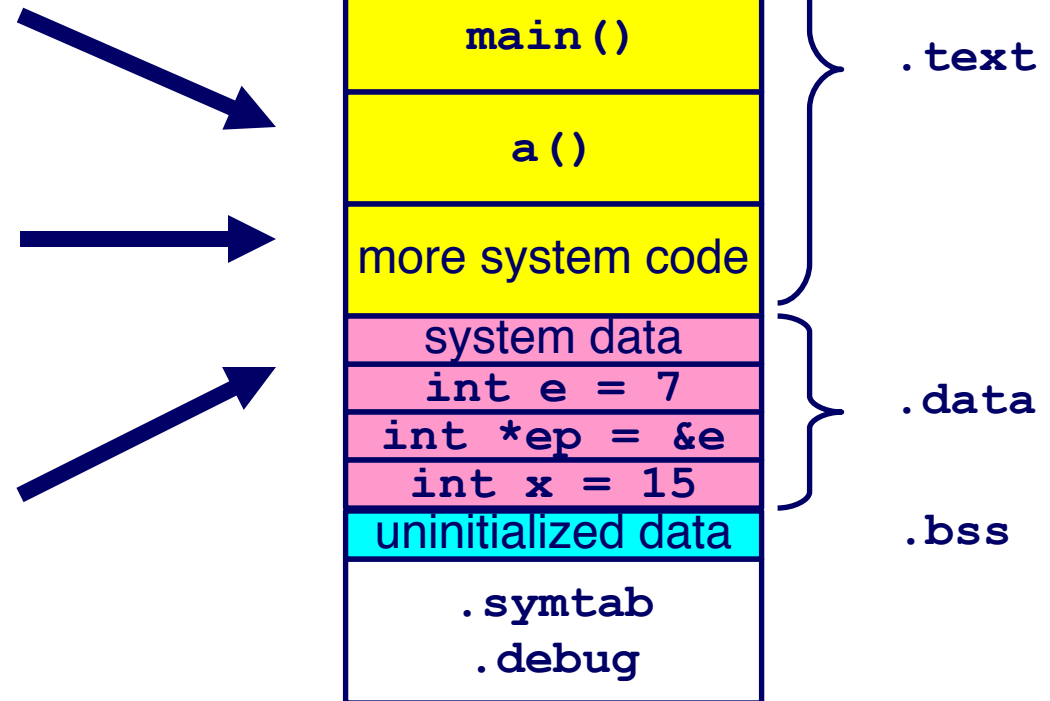 main()
.text
a()
more system code
system data
int e = 7
int *ep = &e
.data
int x = 15
uninitialized data
.bss
.symtab
.debug